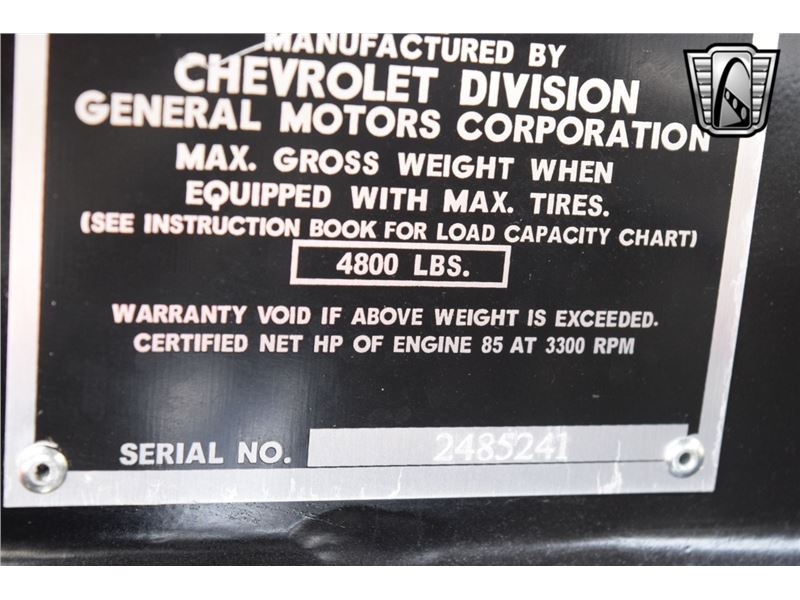 MANUFACTURED BY
CHEVROLET DIVISION
GENERAL MOTORS CORPORATION
MAX. GROSS WEIGHT WHEN
EQUIPPED WITH MAX. TIRES.
(SEE INSTRUCTION BOOK FOR LOAD CAPACITY CHART)
4800 LBS.
WARRANTY VOID IF ABOVE WEIGHT IS EXCEEDED.
CERTIFIED NET HP OF ENGINE 85 AT 3300 RPM
SERIAL NO. 2485241